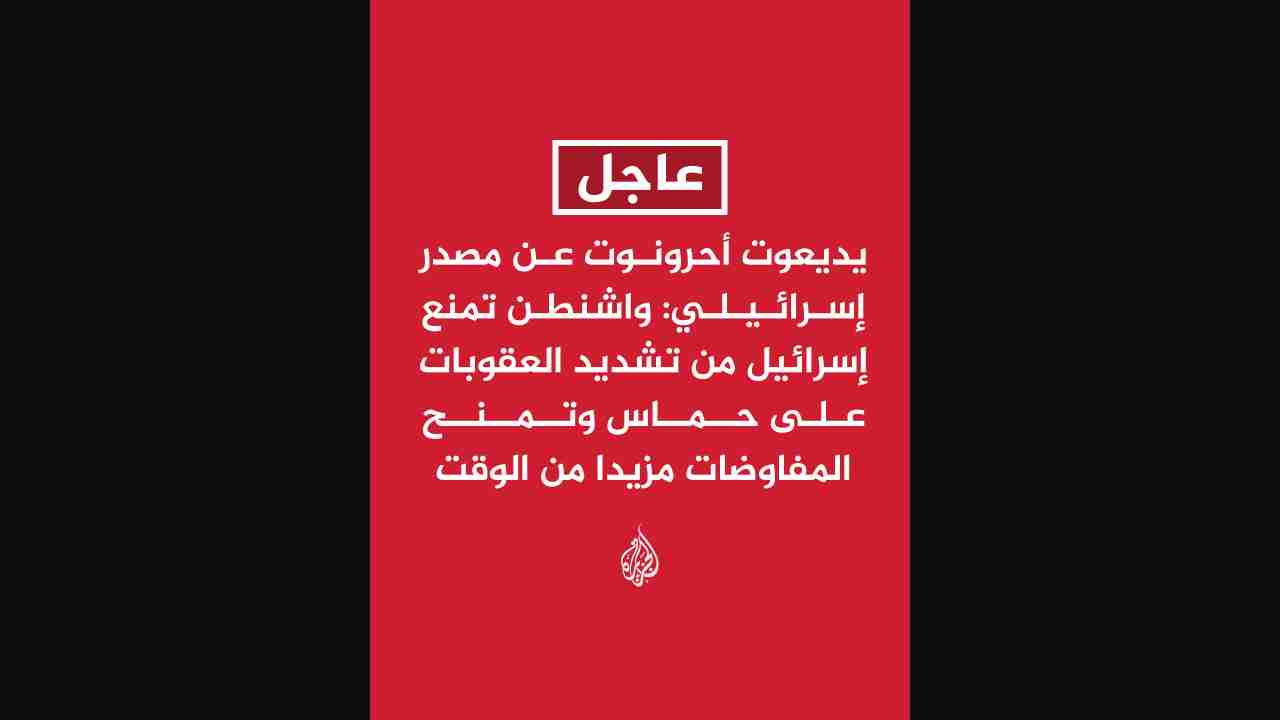 عاجل
يديعوت أحرونوت عن مصدر
إسرائيلي: واشنطن تمنع
إسرائيل من تشديد العقوبات
على حماس وتمنح
المفاوضات مزيدا من الوقت
الجزيرة